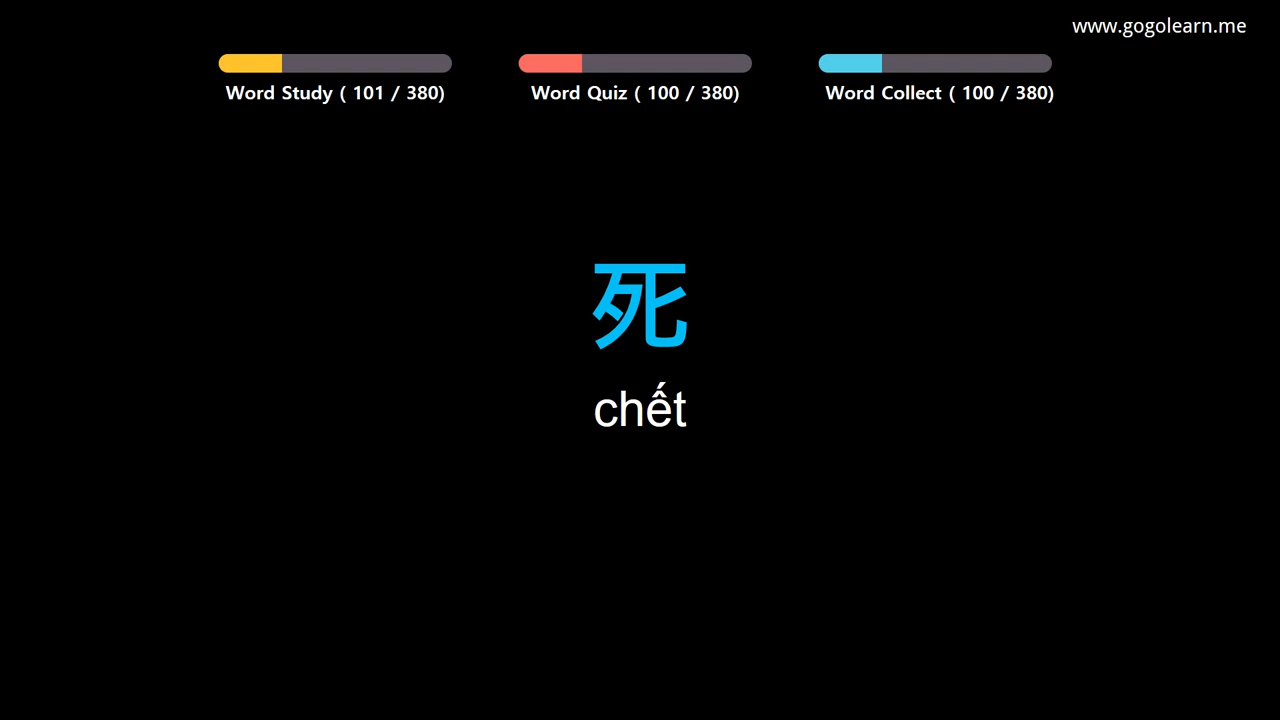 www.gogolearn.me
Word Study ( 101 / 380)
Word Quiz ( 100 / 380)
Word Collect ( 100 / 380)
死
chết